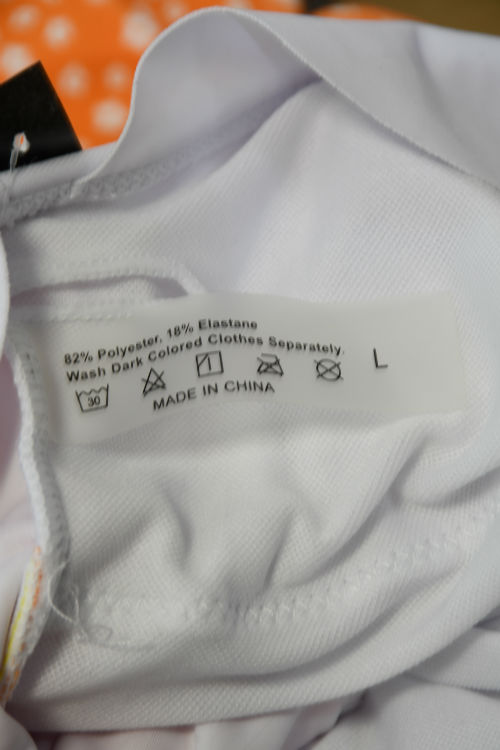 82% Polyester, 18% Elastane
Wash Dark Colored Clothes Separately.
30
MADE IN CHINA
L